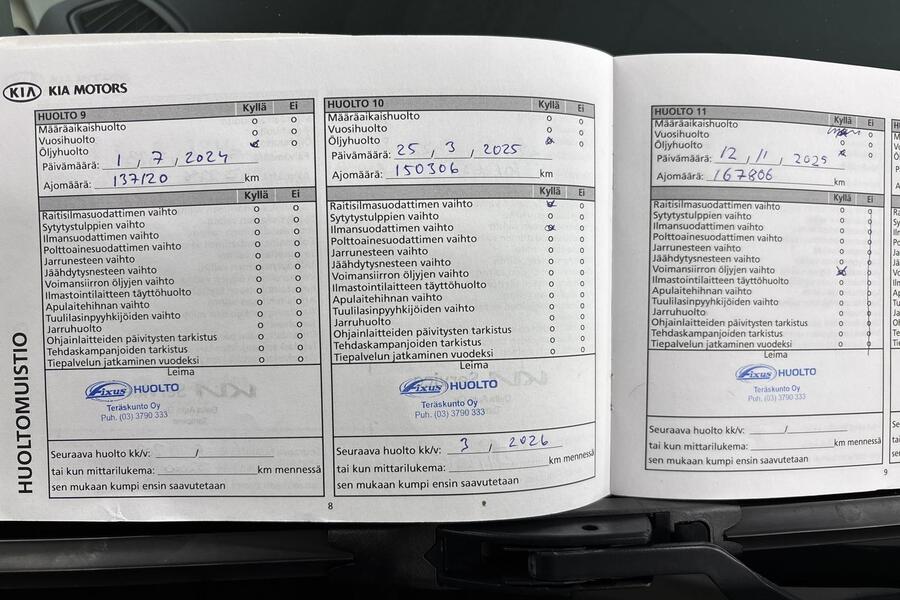 KIA KIA MOTORS
HUOLTOMUISTIO
HUOLTO 9 Kyllä Ei
Määräaikaishuolto o o
Vuosihuolto o o
Öljyhuolto o
Päivämäärä: 1 , 7 , 2024
Ajomäärä: 137120 km
Kyllä Ei
Raitisilmasuodattimen vaihto o o
Sytytystulppien vaihto o o
Ilmansuodattimen vaihto o o
Polttoainesuodattimen vaihto o o
Jarrunesteen vaihto o o
Jäähdytysnesteen vaihto o o
Voimansiirron öljyjen vaihto o o
Ilmastointilaitteen täyttöhuolto o o
Apulaitehihnan vaihto o o
Tuulilasinpyyhkijöiden vaihto o o
Jarruhuolto o o
Ohjainlaitteiden päivitysten tarkistus o o
Tehdaskampanjoiden tarkistus o o
Tiepalvelun jatkaminen vuodeksi o o
Leima
Fixus HUOLTO
Teräskunto Oy
Puh. (03) 3790 333
Seuraava huolto kk/v: /
tai kun mittarilukema: km mennessä
sen mukaan kumpi ensin saavutetaan
HUOLTO 10 Kyllä Ei
Määräaikaishuolto o o
Vuosihuolto o o
Öljyhuolto o
Päivämäärä: 25 , 3 , 2025
Ajomäärä: 150306 km
Kyllä Ei
Raitisilmasuodattimen vaihto o
Sytytystulppien vaihto o o
Ilmansuodattimen vaihto o
Polttoainesuodattimen vaihto o o
Jarrunesteen vaihto o o
Jäähdytysnesteen vaihto o o
Voimansiirron öljyjen vaihto o o
Ilmastointilaitteen täyttöhuolto o o
Apulaitehihnan vaihto o o
Tuulilasinpyyhkijöiden vaihto o o
Jarruhuolto o o
Ohjainlaitteiden päivitysten tarkistus o o
Tehdaskampanjoiden tarkistus o o
Tiepalvelun jatkaminen vuodeksi o o
Leima
Fixus HUOLTO
Teräskunto Oy
Puh. (03) 3790 333
Seuraava huolto kk/v: 3 , 2026
tai kun mittarilukema: km mennessä
sen mukaan kumpi ensin saavutetaan
8
HUOLTO 11 Kyllä Ei
Määräaikaishuolto o
Vuosihuolto o
Öljyhuolto o
Päivämäärä: 12 , 11 , 2025
Ajomäärä: 167806 km
Kyllä Ei
Raitisilmasuodattimen vaihto o o
Sytytystulppien vaihto o o
Ilmansuodattimen vaihto o o
Polttoainesuodattimen vaihto o o
Jarrunesteen vaihto o o
Jäähdytysnesteen vaihto o o
Voimansiirron öljyjen vaihto o
Ilmastointilaitteen täyttöhuolto o o
Apulaitehihnan vaihto o o
Tuulilasinpyyhkijöiden vaihto o o
Jarruhuolto o o
Ohjainlaitteiden päivitysten tarkistus o o
Tehdaskampanjoiden tarkistus o o
Tiepalvelun jatkaminen vuodeksi o o
Leima
Fixus HUOLTO
Teräskunto Oy
Puh. (03) 3790 333
Seuraava huolto kk/v: /
tai kun mittarilukema: km mennessä
sen mukaan kumpi ensin saavutetaan
9